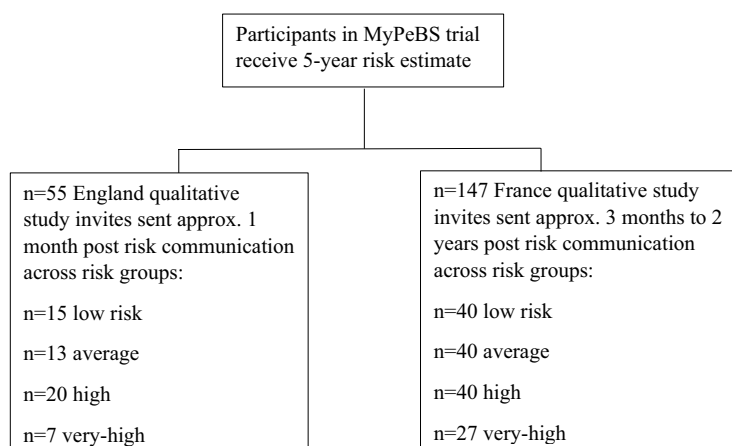 Participants in MyPeBS trial
receive 5-year risk estimate
n=55 England qualitative
study invites sent approx. 1
month post risk communication
across risk groups:
n=15 low risk
n=13 average
n=20 high
n=7 very-high
n=147 France qualitative study
invites sent approx. 3 months to 2
years post risk communication
across risk groups:
n=40 low risk
n=40 average
n=40 high
n=27 very-high